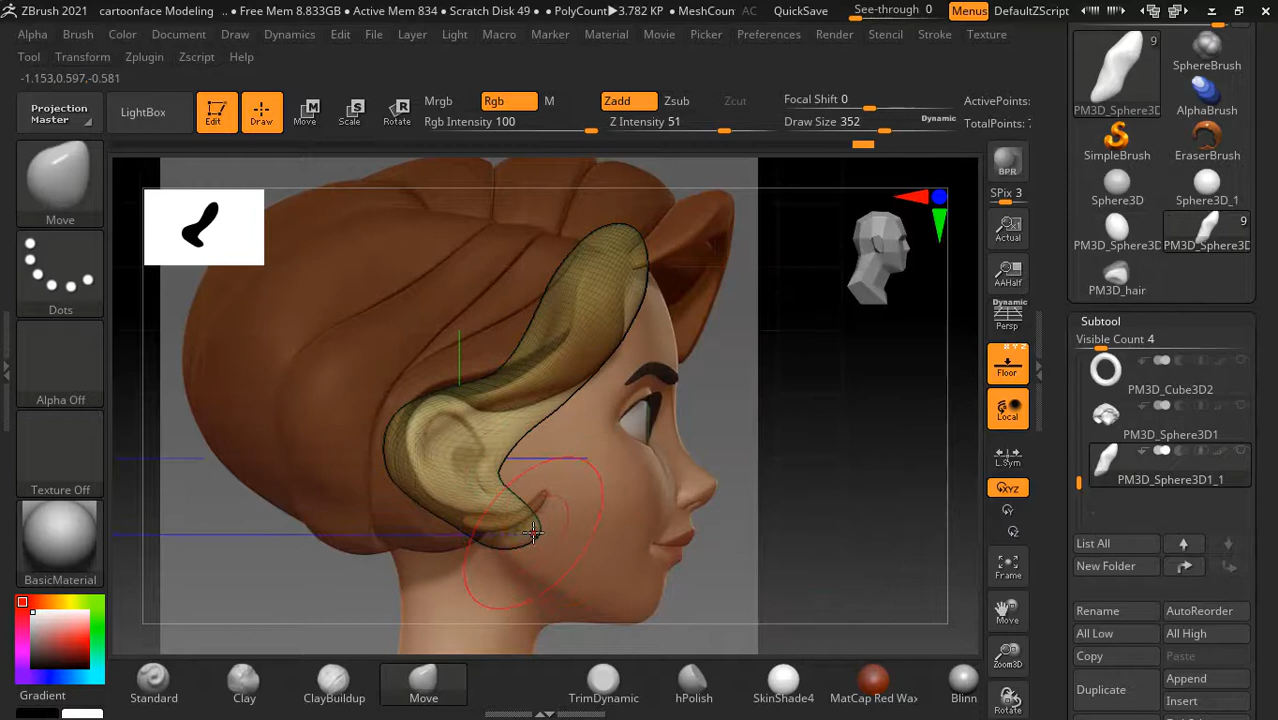 ZBrush 2021 cartoonface Modeling .. • Free Mem 8.833GB • Active Mem 834 • Scratch Disk 49 • PolyCount▸3.782 KP • MeshCoun QuickSave See-through 0 Menus DefaultZScript
Alpha Brush Color Document Draw Dynamics Edit File Layer Light Macro Marker Material Movie Picker Preferences Render Stencil Stroke Texture
Tool Transform Zplugin Zscript Help
-1.153,0.597,-0.581
Projection
Master
LightBox
Edit
Draw
Move
Scale
Rotate
Mrgb Rgb M
Rgb Intensity 100
Zadd Zsub Zcut
Z Intensity 51
Focal Shift 0
Draw Size 352
Dynamic
ActivePoints:
TotalPoints: 7
Move
Dots
Alpha Off
Texture Off
BasicMaterial
Gradient
BPR
SPix 3
Actual
AAHalf
Dynamic
Persp
X Y Z
Floor
Local
L.Sym
XYZ
Y
Z
Frame
Move
Zoom3D
Rotate
9
PM3D_Sphere3D
SphereBrush
AlphaBrush
SimpleBrush
EraserBrush
Sphere3D
Sphere3D_1
9
PM3D_Sphere3D
PM3D_Sphere3D
PM3D_hair
Subtool
Visible Count 4
PM3D_Cube3D2
PM3D_Sphere3D1
PM3D_Sphere3D1_1
List All
New Folder
Rename AutoReorder
All Low All High
Copy Paste
Duplicate Append
Insert
Standard Clay ClayBuildup Move TrimDynamic hPolish SkinShade4 MatCap Red Wax Blinn